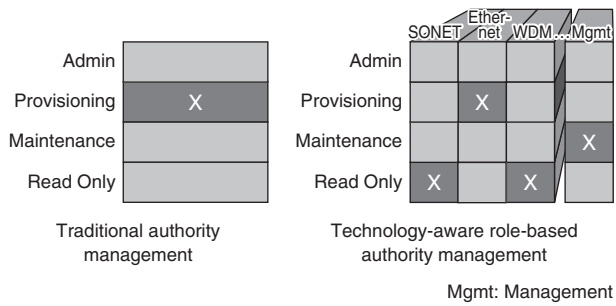 Ether-
SONET net WDM ... Mgmt
Admin
Provisioning X
Maintenance
Read Only
Traditional authority
management
Admin
Provisioning X
Maintenance X
Read Only X X
Technology-aware role-based
authority management
Mgmt: Management